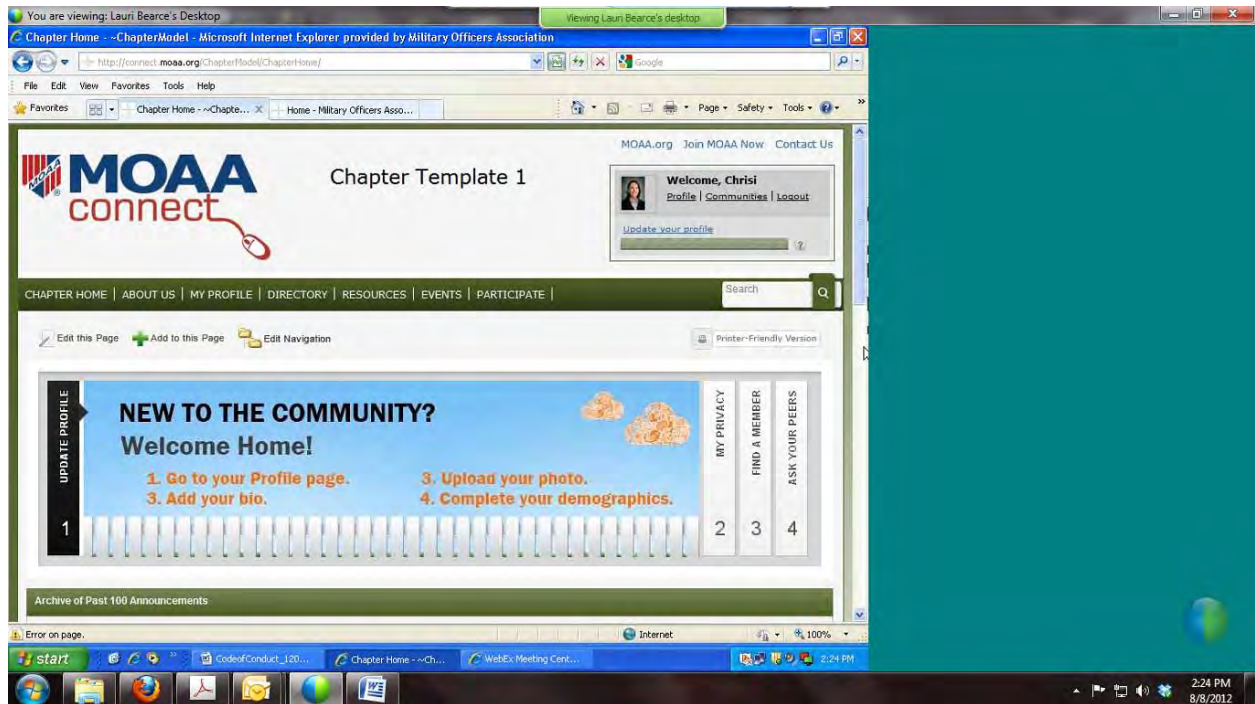 You are viewing: Lauri Bearce's Desktop
Viewing Lauri Bearce's desktop
Chapter Home - ~ChapterModel - Microsoft Internet Explorer provided by Military Officers Association
http://connect.moaa.org/ChapterModel/ChapterHome/
Google
File Edit View Favorites Tools Help
Favorites
Chapter Home - ~Chapte... X
Home - Military Officers Asso...
Page Safety Tools
MOAA.org Join MOAA Now Contact Us
MOAA
MOAA
connect
Chapter Template 1
Welcome, Chrisi
Profile | Communities | Logout
Update your profile
?
CHAPTER HOME | ABOUT US | MY PROFILE | DIRECTORY | RESOURCES | EVENTS | PARTICIPATE |
Search
Edit this Page
Add to this Page
Edit Navigation
Printer-Friendly Version
UPDATE PROFILE
1
NEW TO THE COMMUNITY?
Welcome Home!
1. Go to your Profile page.
3. Upload your photo.
3. Add your bio.
4. Complete your demographics.
MY PRIVACY
2
FIND A MEMBER
3
ASK YOUR PEERS
4
Archive of Past 100 Announcements
Error on page.
Internet
100%
start
CodeofConduct_120...
Chapter Home - ~Ch...
WebEx Meeting Cent...
2:24 PM
2:24 PM
8/8/2012